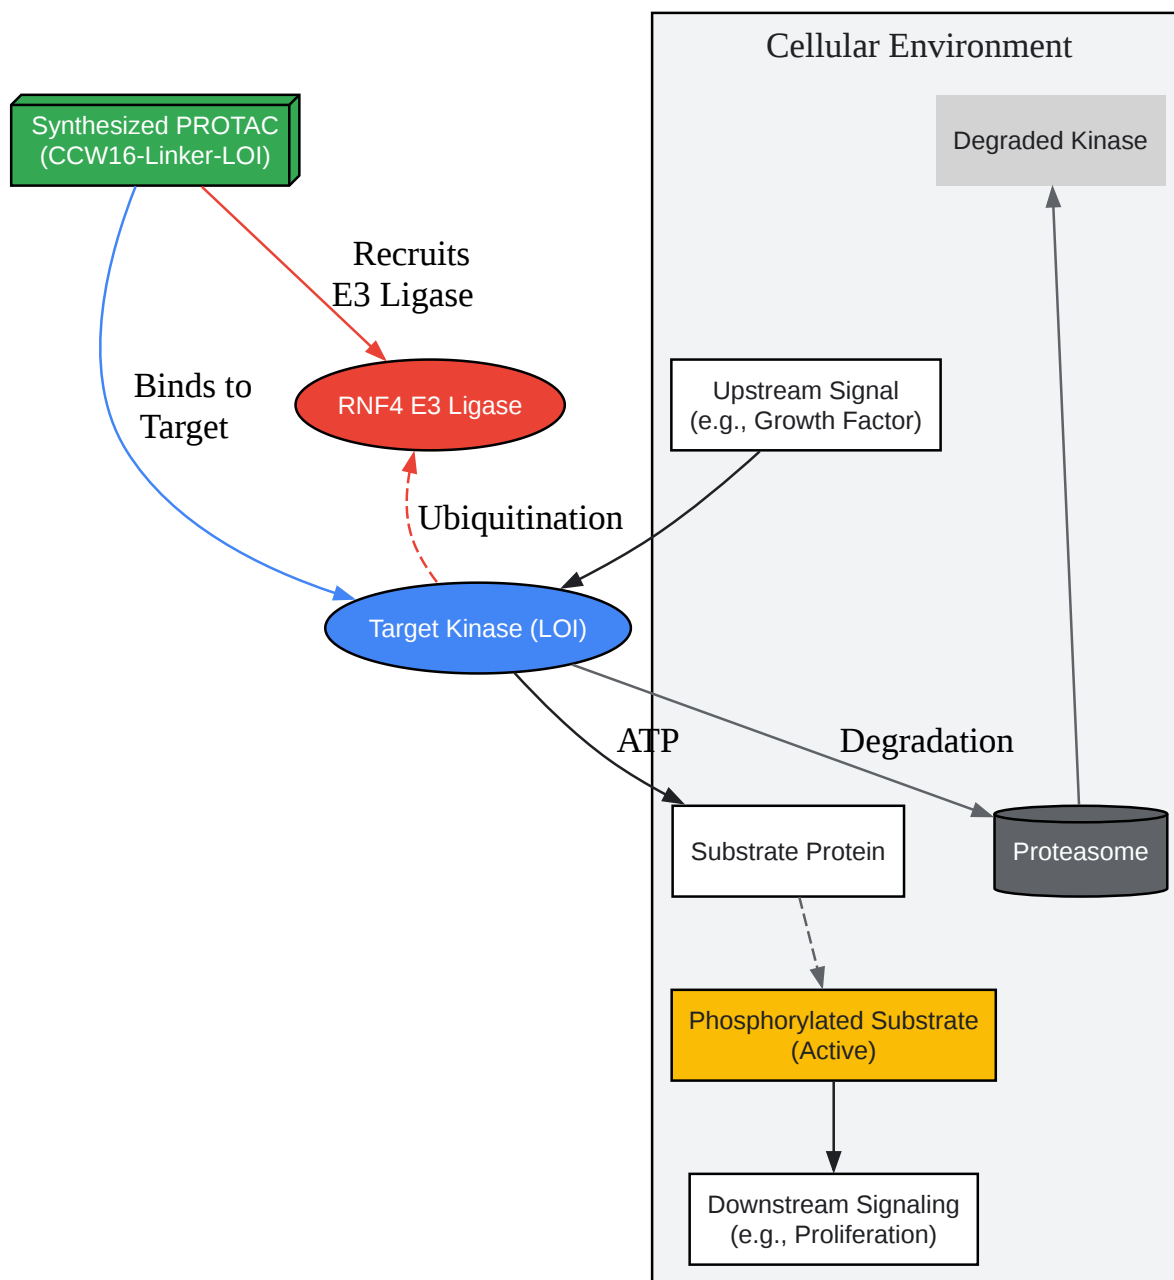 Cellular Environment
Synthesized PROTAC
(CCW16-Linker-LOI)
Degraded Kinase
Recruits
E3 Ligase
Binds to
Target
RNF4 E3 Ligase
Upstream Signal
(e.g., Growth Factor)
Ubiquitination
Target Kinase (LOI)
ATP
Degradation
Substrate Protein
Proteasome
Phosphorylated Substrate
(Active)
Downstream Signaling
(e.g., Proliferation)